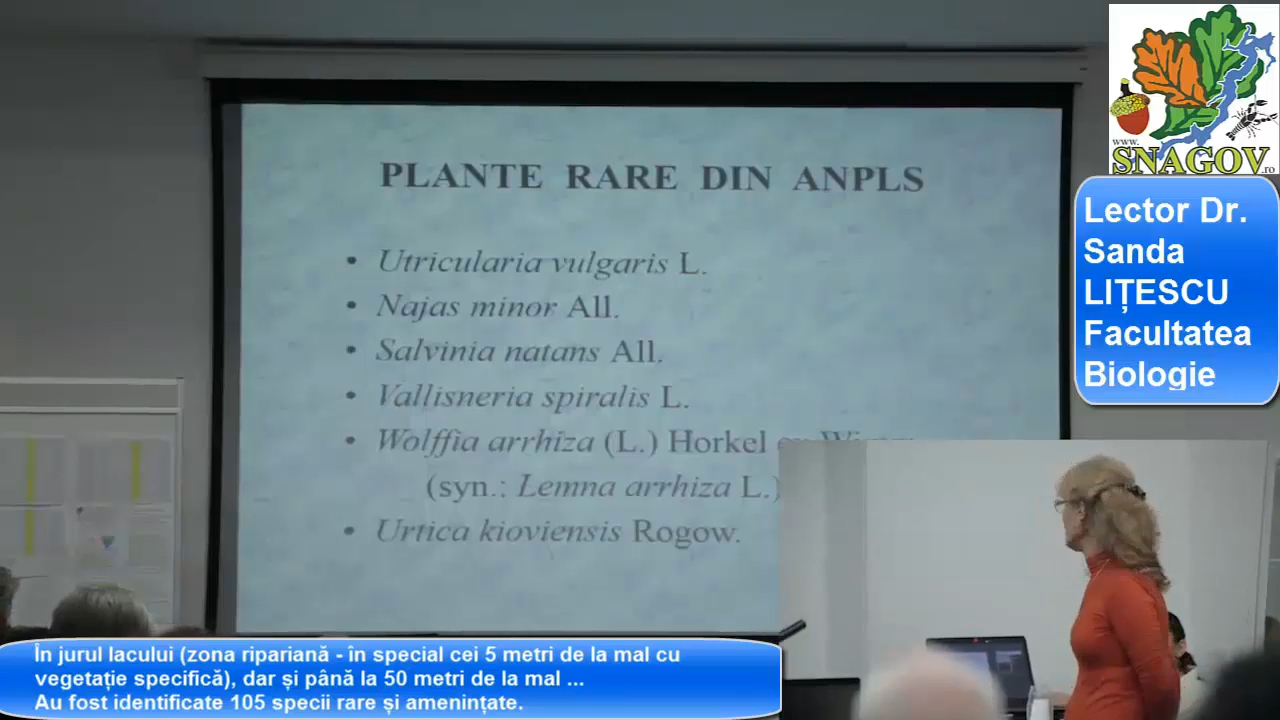 PLANTE RARE DIN ANPLS
• Utricularia vulgaris L.
• Najas minor All.
• Salvinia natans All.
• Vallisneria spiralis L.
• Wolffia arrhiza (L.) Horkel
(syn.: Lemna arrhiza L.)
• Urtica kioviensis Rogow.
www.
SNAGOV.ro
Lector Dr.
Sanda
LIȚESCU
Facultatea
Biologie
În jurul lacului (zona ripariană - în special cei 5 metri de la mal cu
vegetație specifică), dar și până la 50 metri de la mal ...
Au fost identificate 105 specii rare și amenințate.